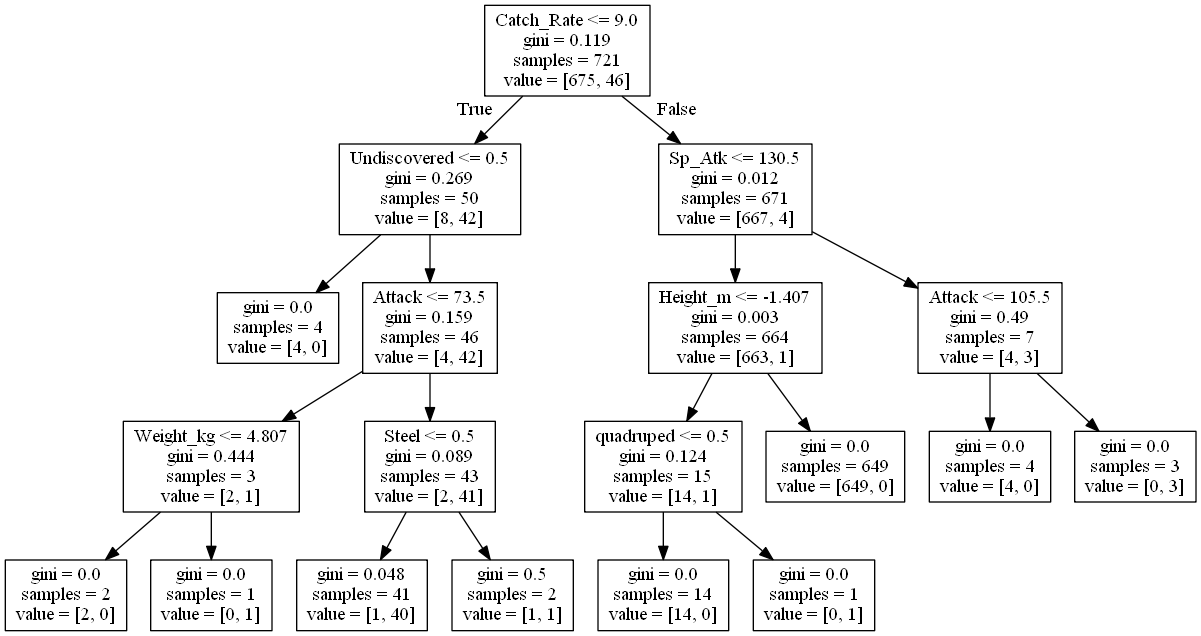 Catch_Rate <= 9.0
gini = 0.119
samples = 721
value = [675, 46]
True
False
Undiscovered <= 0.5
gini = 0.269
samples = 50
value = [8, 42]
Sp_Atk <= 130.5
gini = 0.012
samples = 671
value = [667, 4]
gini = 0.0
samples = 4
value = [4, 0]
Attack <= 73.5
gini = 0.159
samples = 46
value = [4, 42]
Height_m <= -1.407
gini = 0.003
samples = 664
value = [663, 1]
Attack <= 105.5
gini = 0.49
samples = 7
value = [4, 3]
Weight_kg <= 4.807
gini = 0.444
samples = 3
value = [2, 1]
Steel <= 0.5
gini = 0.089
samples = 43
value = [2, 41]
quadruped <= 0.5
gini = 0.124
samples = 15
value = [14, 1]
gini = 0.0
samples = 649
value = [649, 0]
gini = 0.0
samples = 4
value = [4, 0]
gini = 0.0
samples = 3
value = [0, 3]
gini = 0.0
samples = 2
value = [2, 0]
gini = 0.0
samples = 1
value = [0, 1]
gini = 0.048
samples = 41
value = [1, 40]
gini = 0.5
samples = 2
value = [1, 1]
gini = 0.0
samples = 14
value = [14, 0]
gini = 0.0
samples = 1
value = [0, 1]